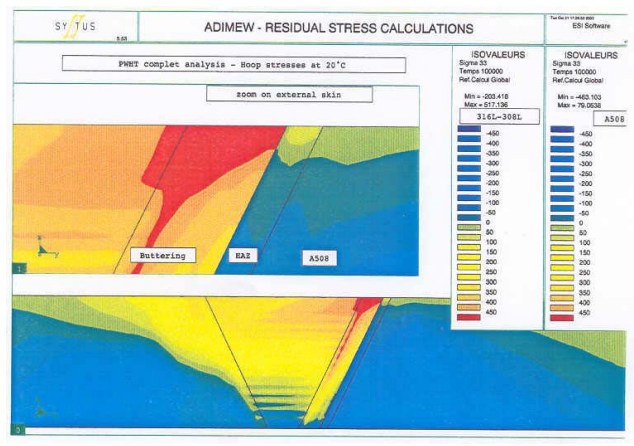 SYSTUS
6.63
ADIMEW - RESIDUAL STRESS CALCULATIONS
ESI Software
PWHT complet analysis - Hoop stresses at 20°C
zoom on external skin
Buttering
HAZ
A508
ISOVALEURS
Sigma 33
Temps 100000
Ref.Calcul Global
Min = -203.418
Max = 517.136
316L-308L
-450
-400
-350
-300
-250
-200
-150
-100
-50
0
50
100
150
200
250
300
350
400
450
ISOVALEURS
Sigma 33
Temps 100000
Ref.Calcul Global
Min = -463.103
Max = 79.0538
A508
-450
-400
-350
-300
-250
-200
-150
-100
-50
0
50
100
150
200
250
300
350
400
450